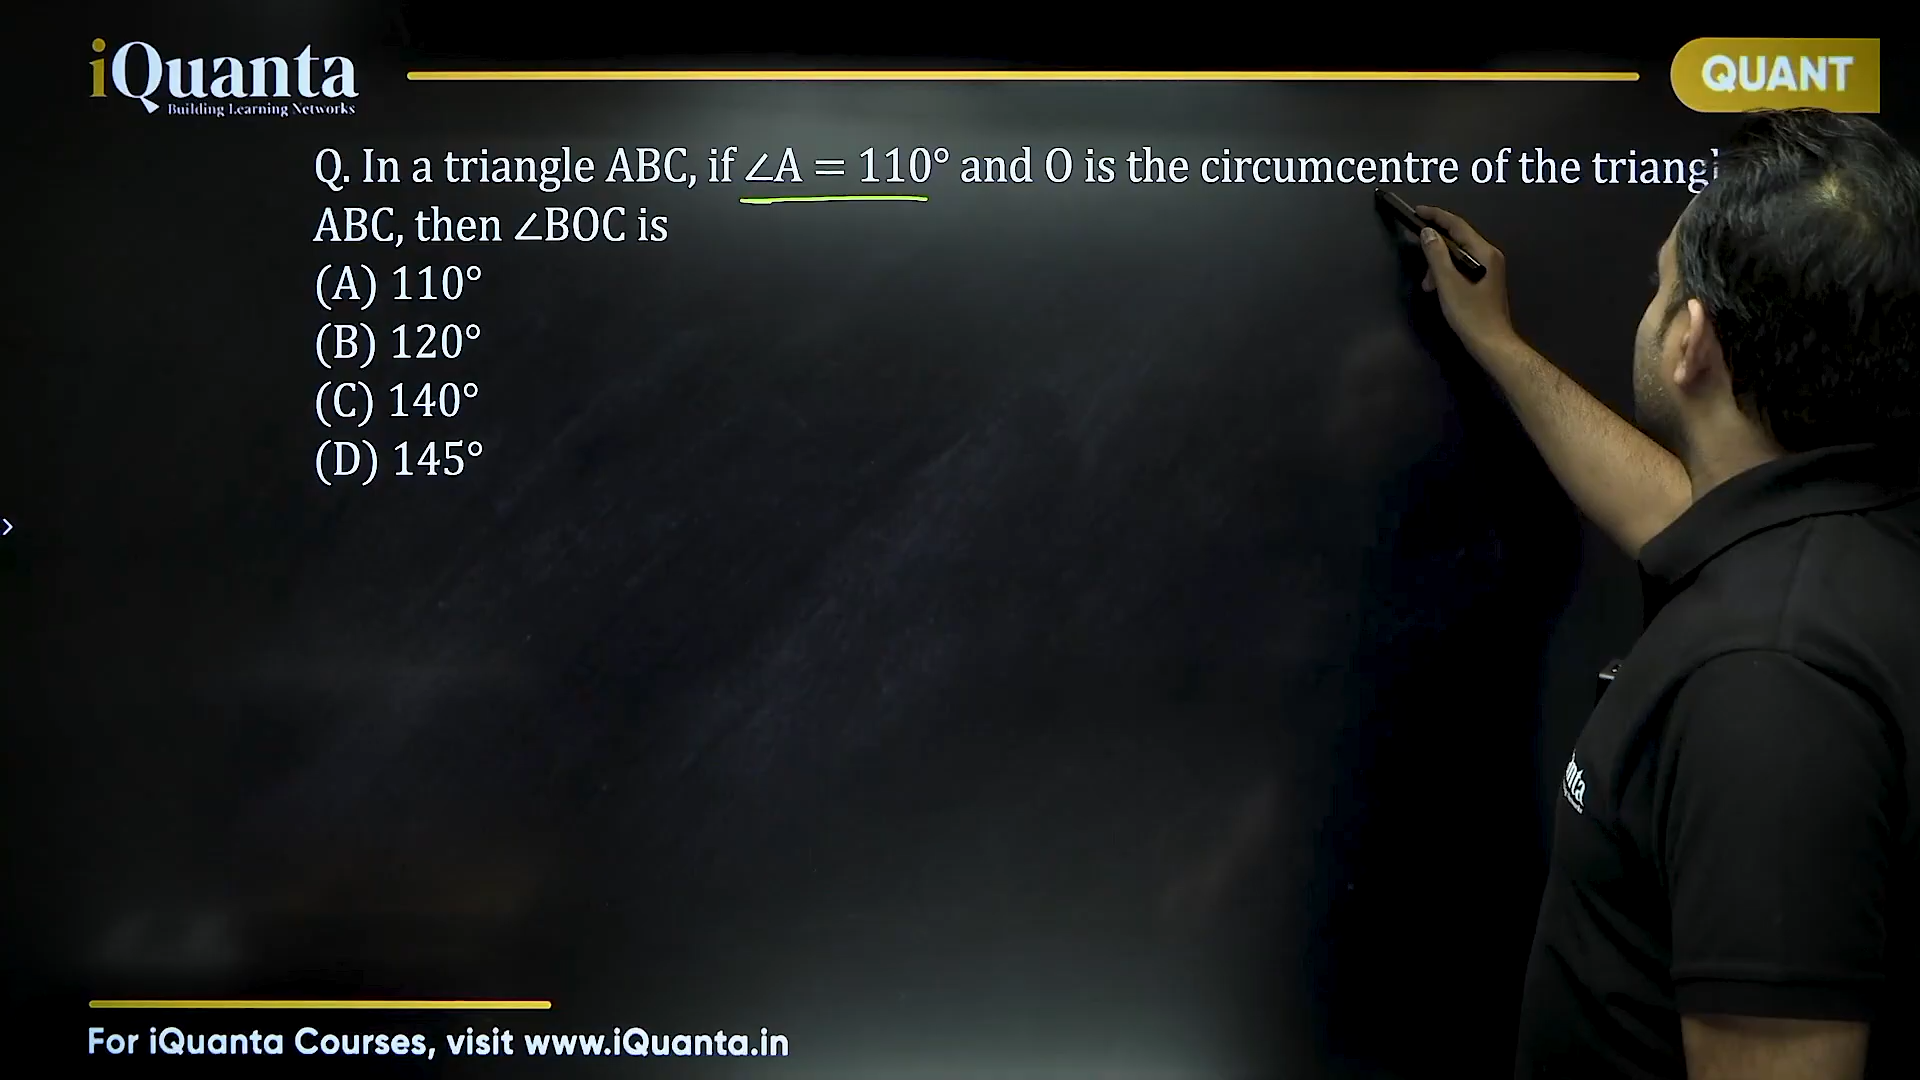 iQuanta
Building Learning Networks
QUANT
Q. In a triangle ABC, if ∠A = 110° and O is the circumcentre of the
ABC, then ∠BOC is
(A) 110°
(B) 120°
(C) 140°
(D) 145°
For iQuanta Courses, visit www.iQuanta.in